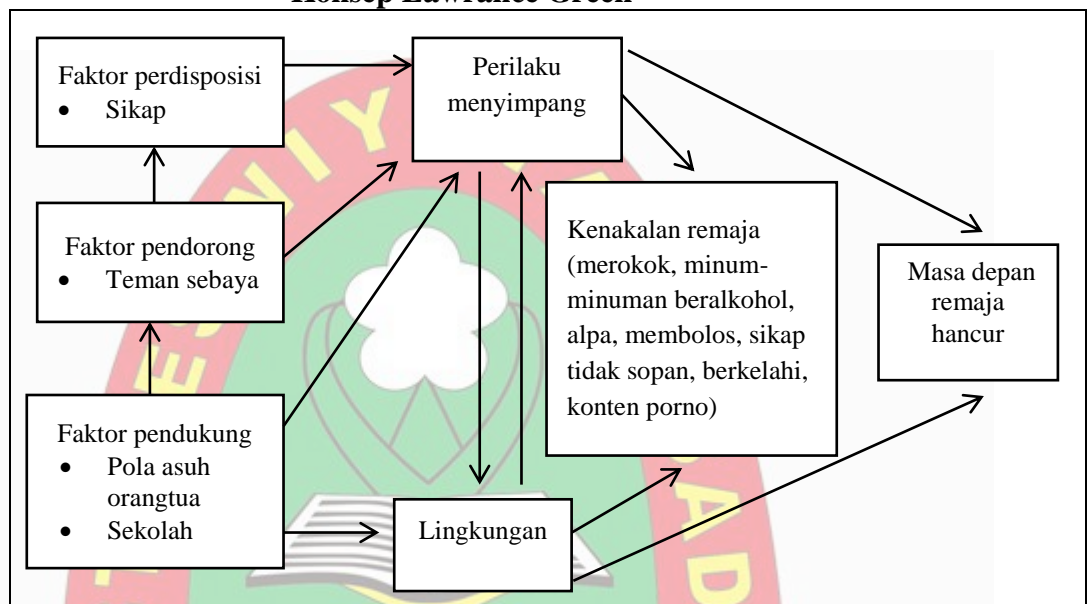 Konsep Lawrance Green
Faktor perdisposisi
• Sikap
Perilaku
menyimpang
Faktor pendorong
• Teman sebaya
Kenakalan remaja
(merokok, minum-
minuman beralkohol,
alpa, membolos, sikap
tidak sopan, berkelahi,
konten porno)
Masa depan
remaja
hancur
Faktor pendukung
• Pola asuh
orangtua
• Sekolah
Lingkungan